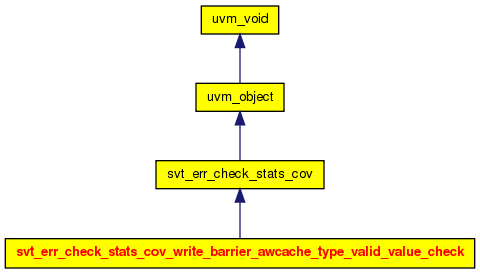 uvm_void
uvm_object
svt_err_check_stats_cov
svt_err_check_stats_cov_write_barrier_awcache_type_valid_value_check